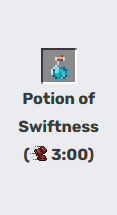 Potion of
Swiftness
( 3:00)